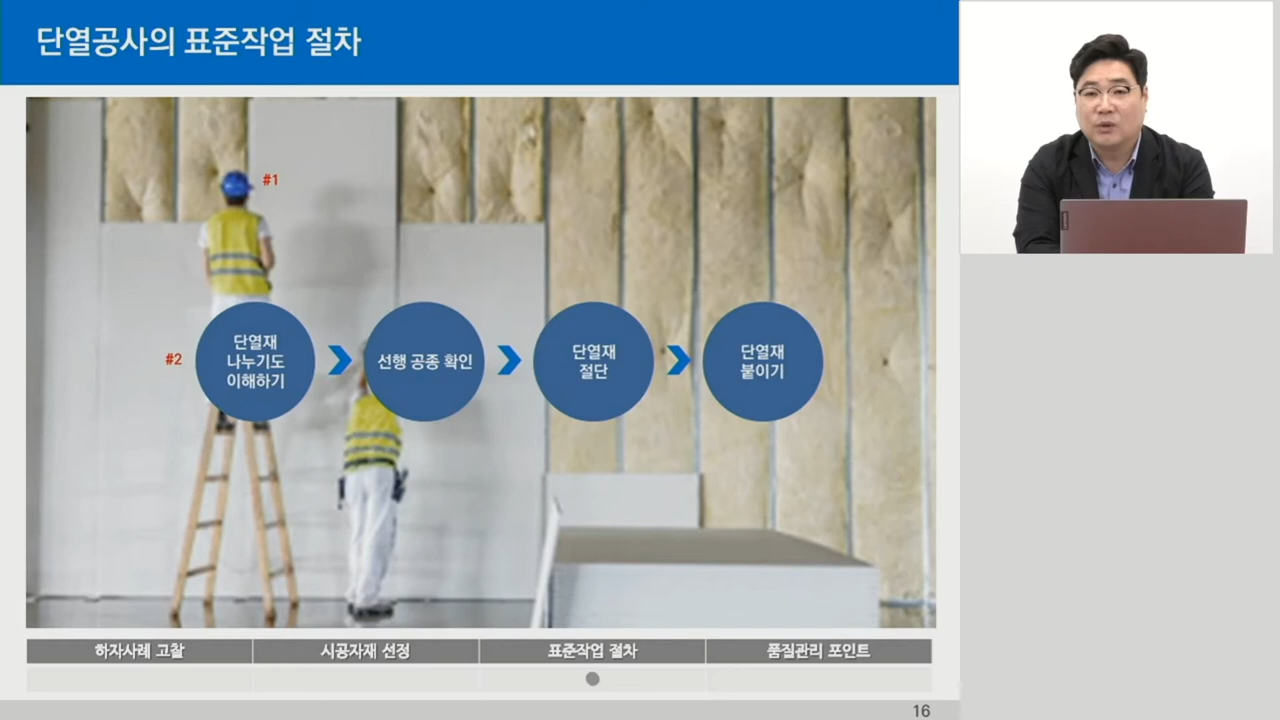 단열공사의 표준작업 절차
#1
#2
단열재
나누기도
이해하기
선행 공종 확인
단열재
절단
단열재
붙이기
하자사례 고찰
시공자재 선정
표준작업 절차
품질관리 포인트
16
Lenovo